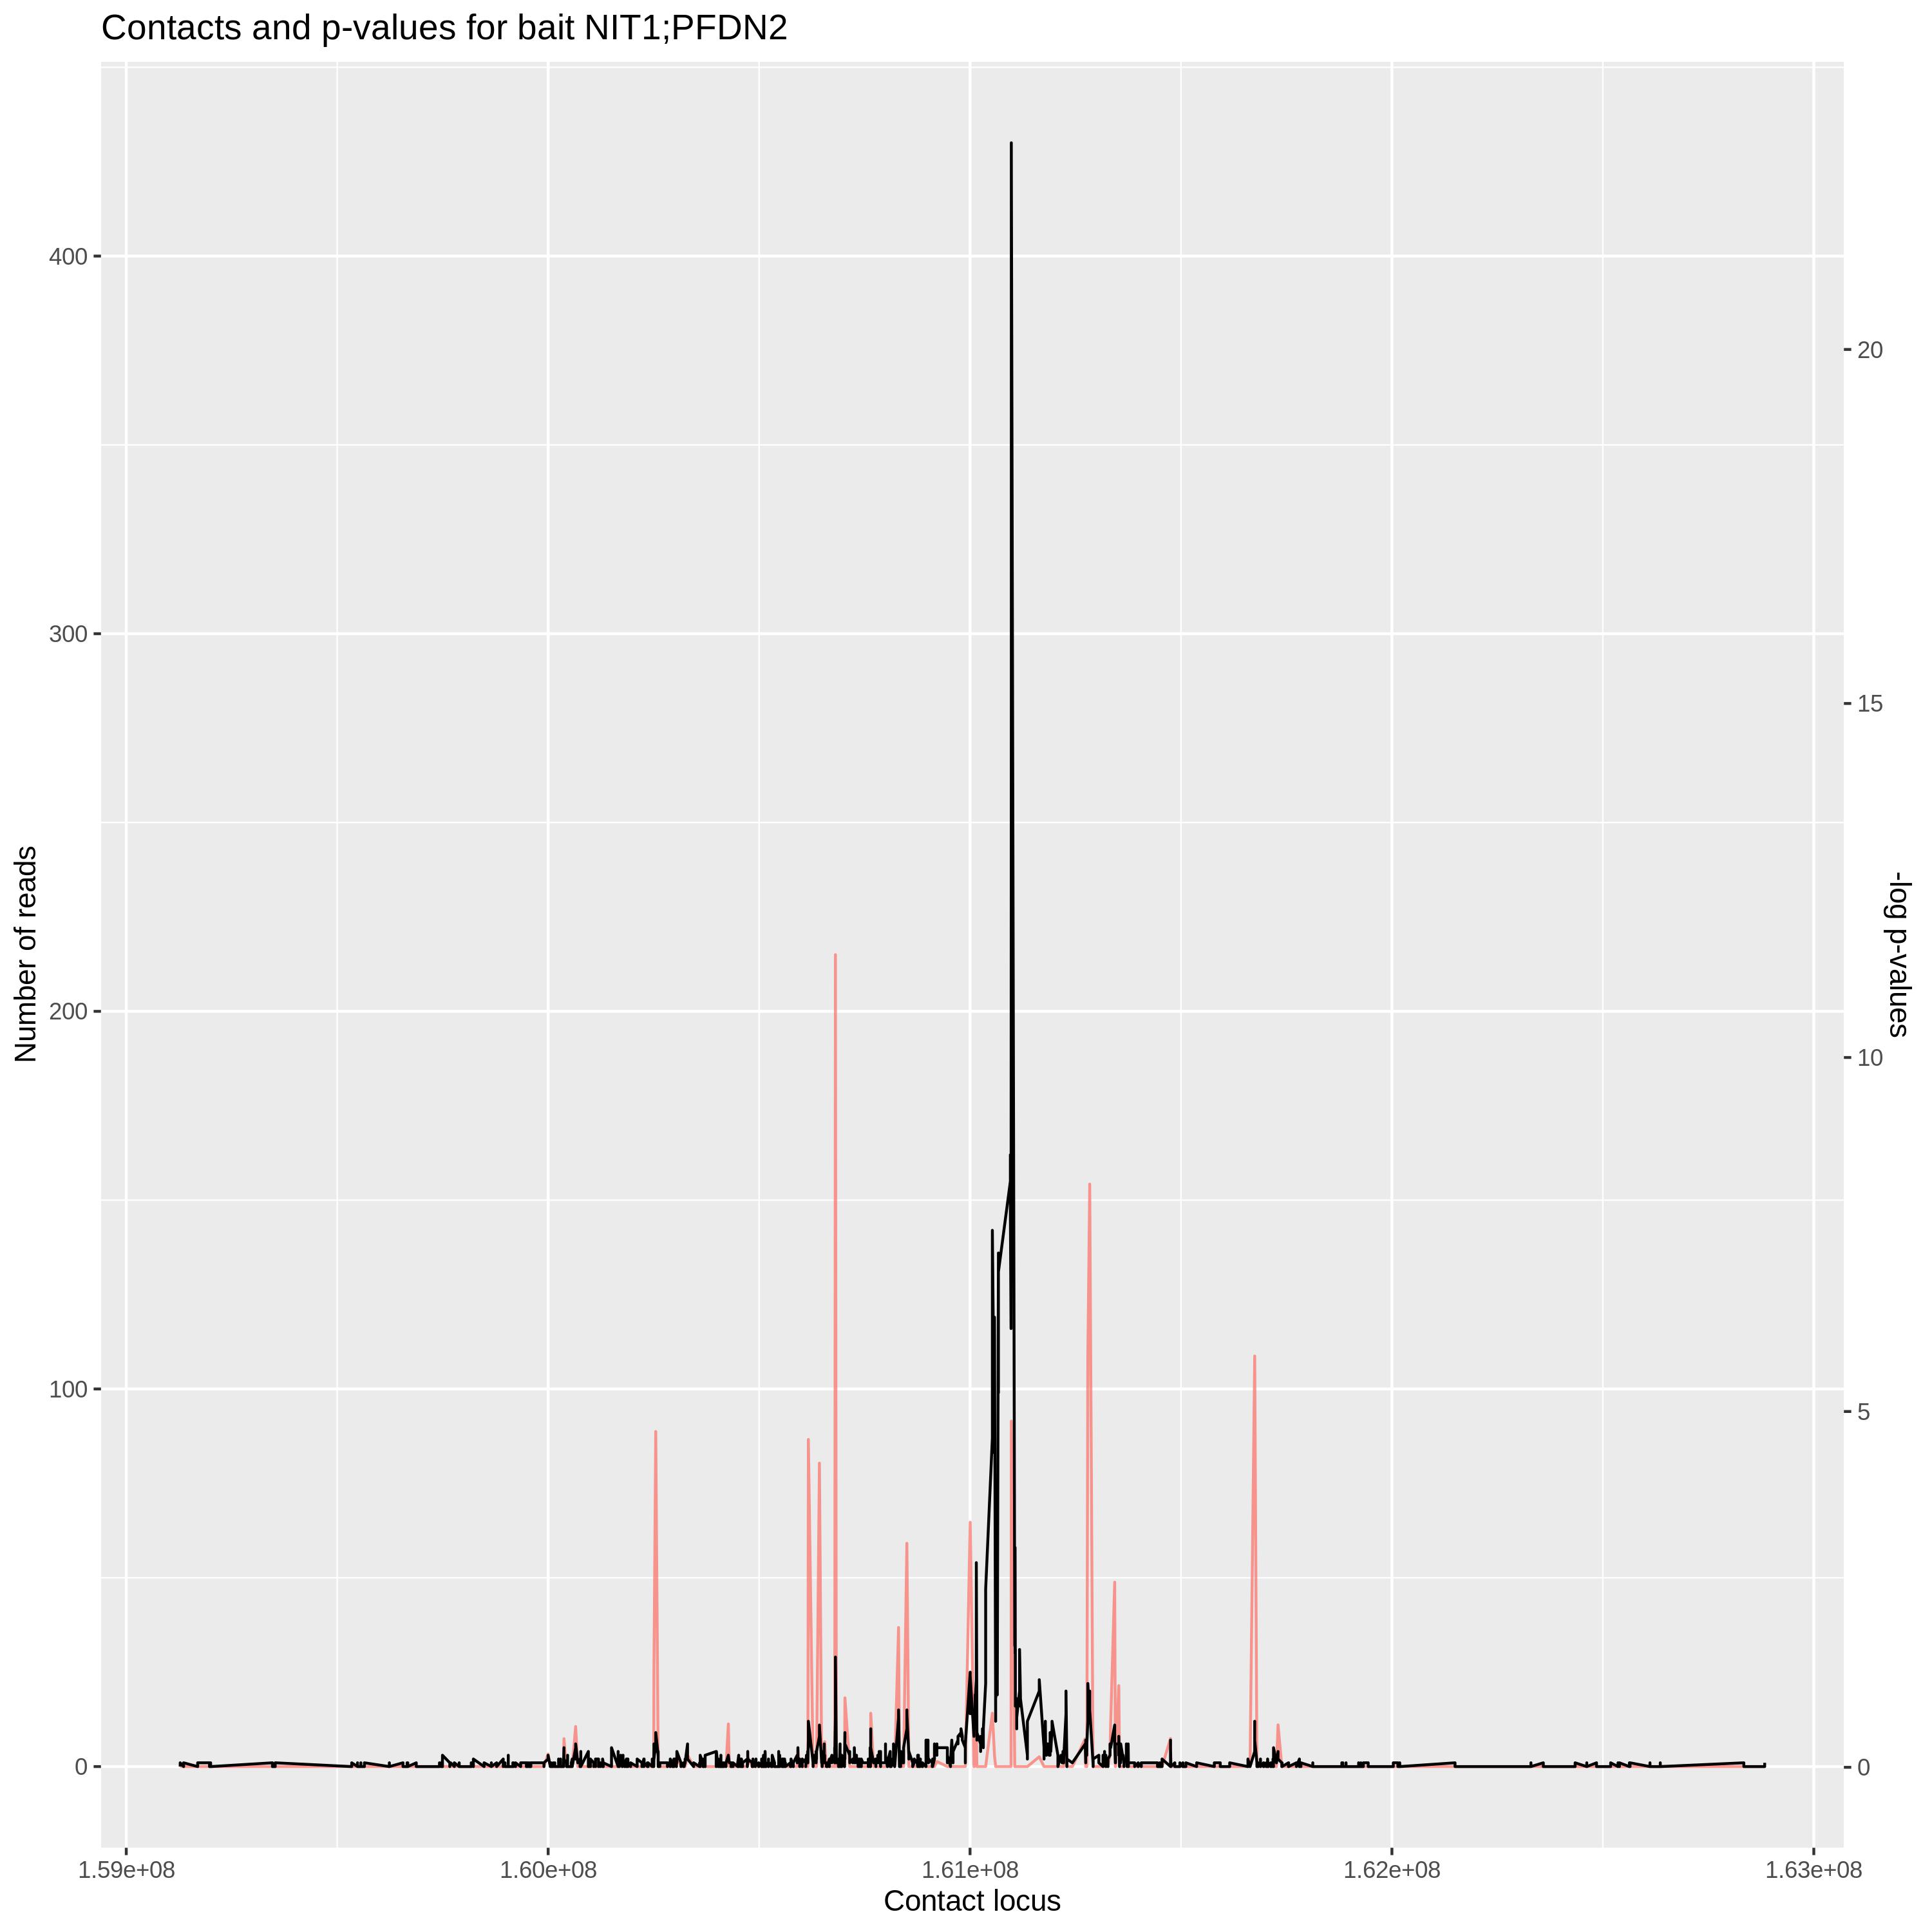 Contacts and p-values for bait NIT1;PFDN2
400
300
200
100
0
Number of reads
20
15
10
5
0
-log p-values
1.59e+08 1.60e+08 1.61e+08 1.62e+08 1.63e+08
Contact locus